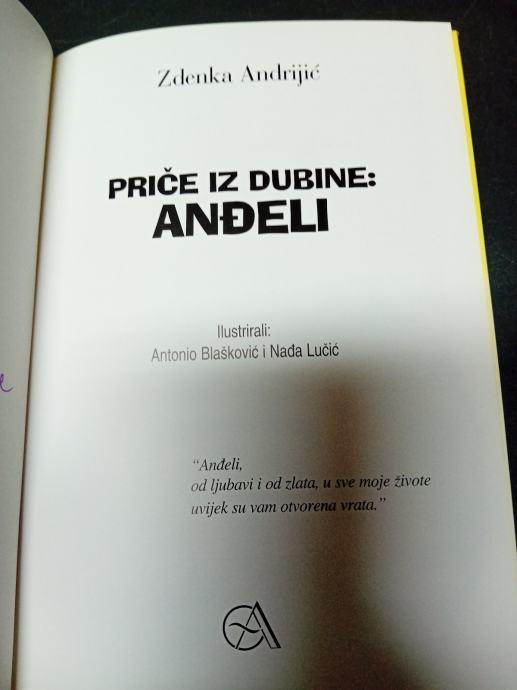 Zdenka Andrijić
PRIČE IZ DUBINE:
ANĐELI
Ilustrirali:
Antonio Blašković i Nađa Lučić
“Anđeli,
od ljubavi i od zlata, u sve moje živote
uvijek su vam otvorena vrata.”